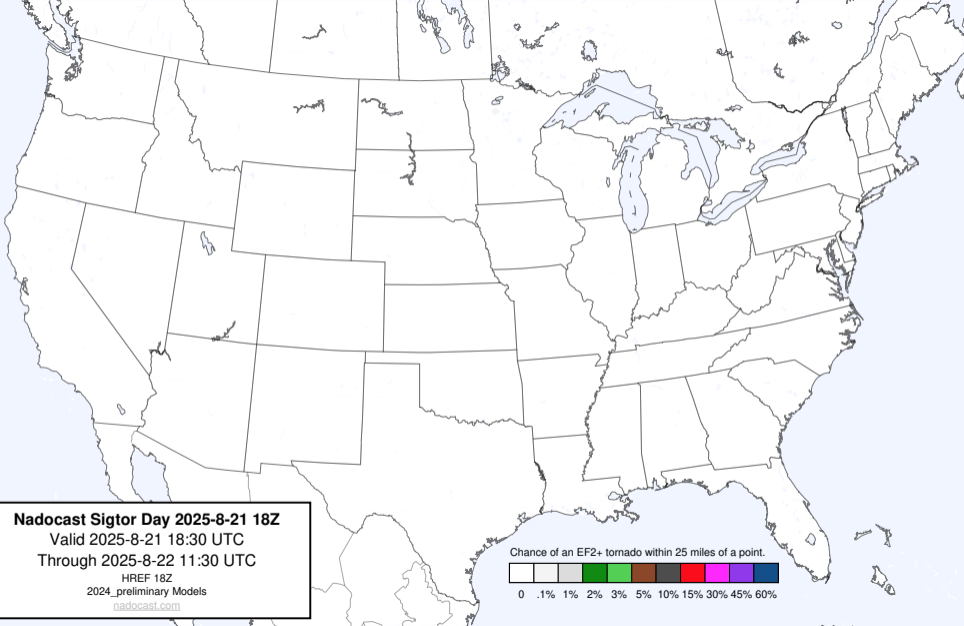 Nadocast Sigtor Day 2025-8-21 18Z
Valid 2025-8-21 18:30 UTC
Through 2025-8-22 11:30 UTC
HREF 18Z
2024_preliminary Models
nadocast.com
Chance of an EF2+ tornado within 25 miles of a point.
0 .1% 1% 2% 3% 5% 10% 15% 30% 45% 60%